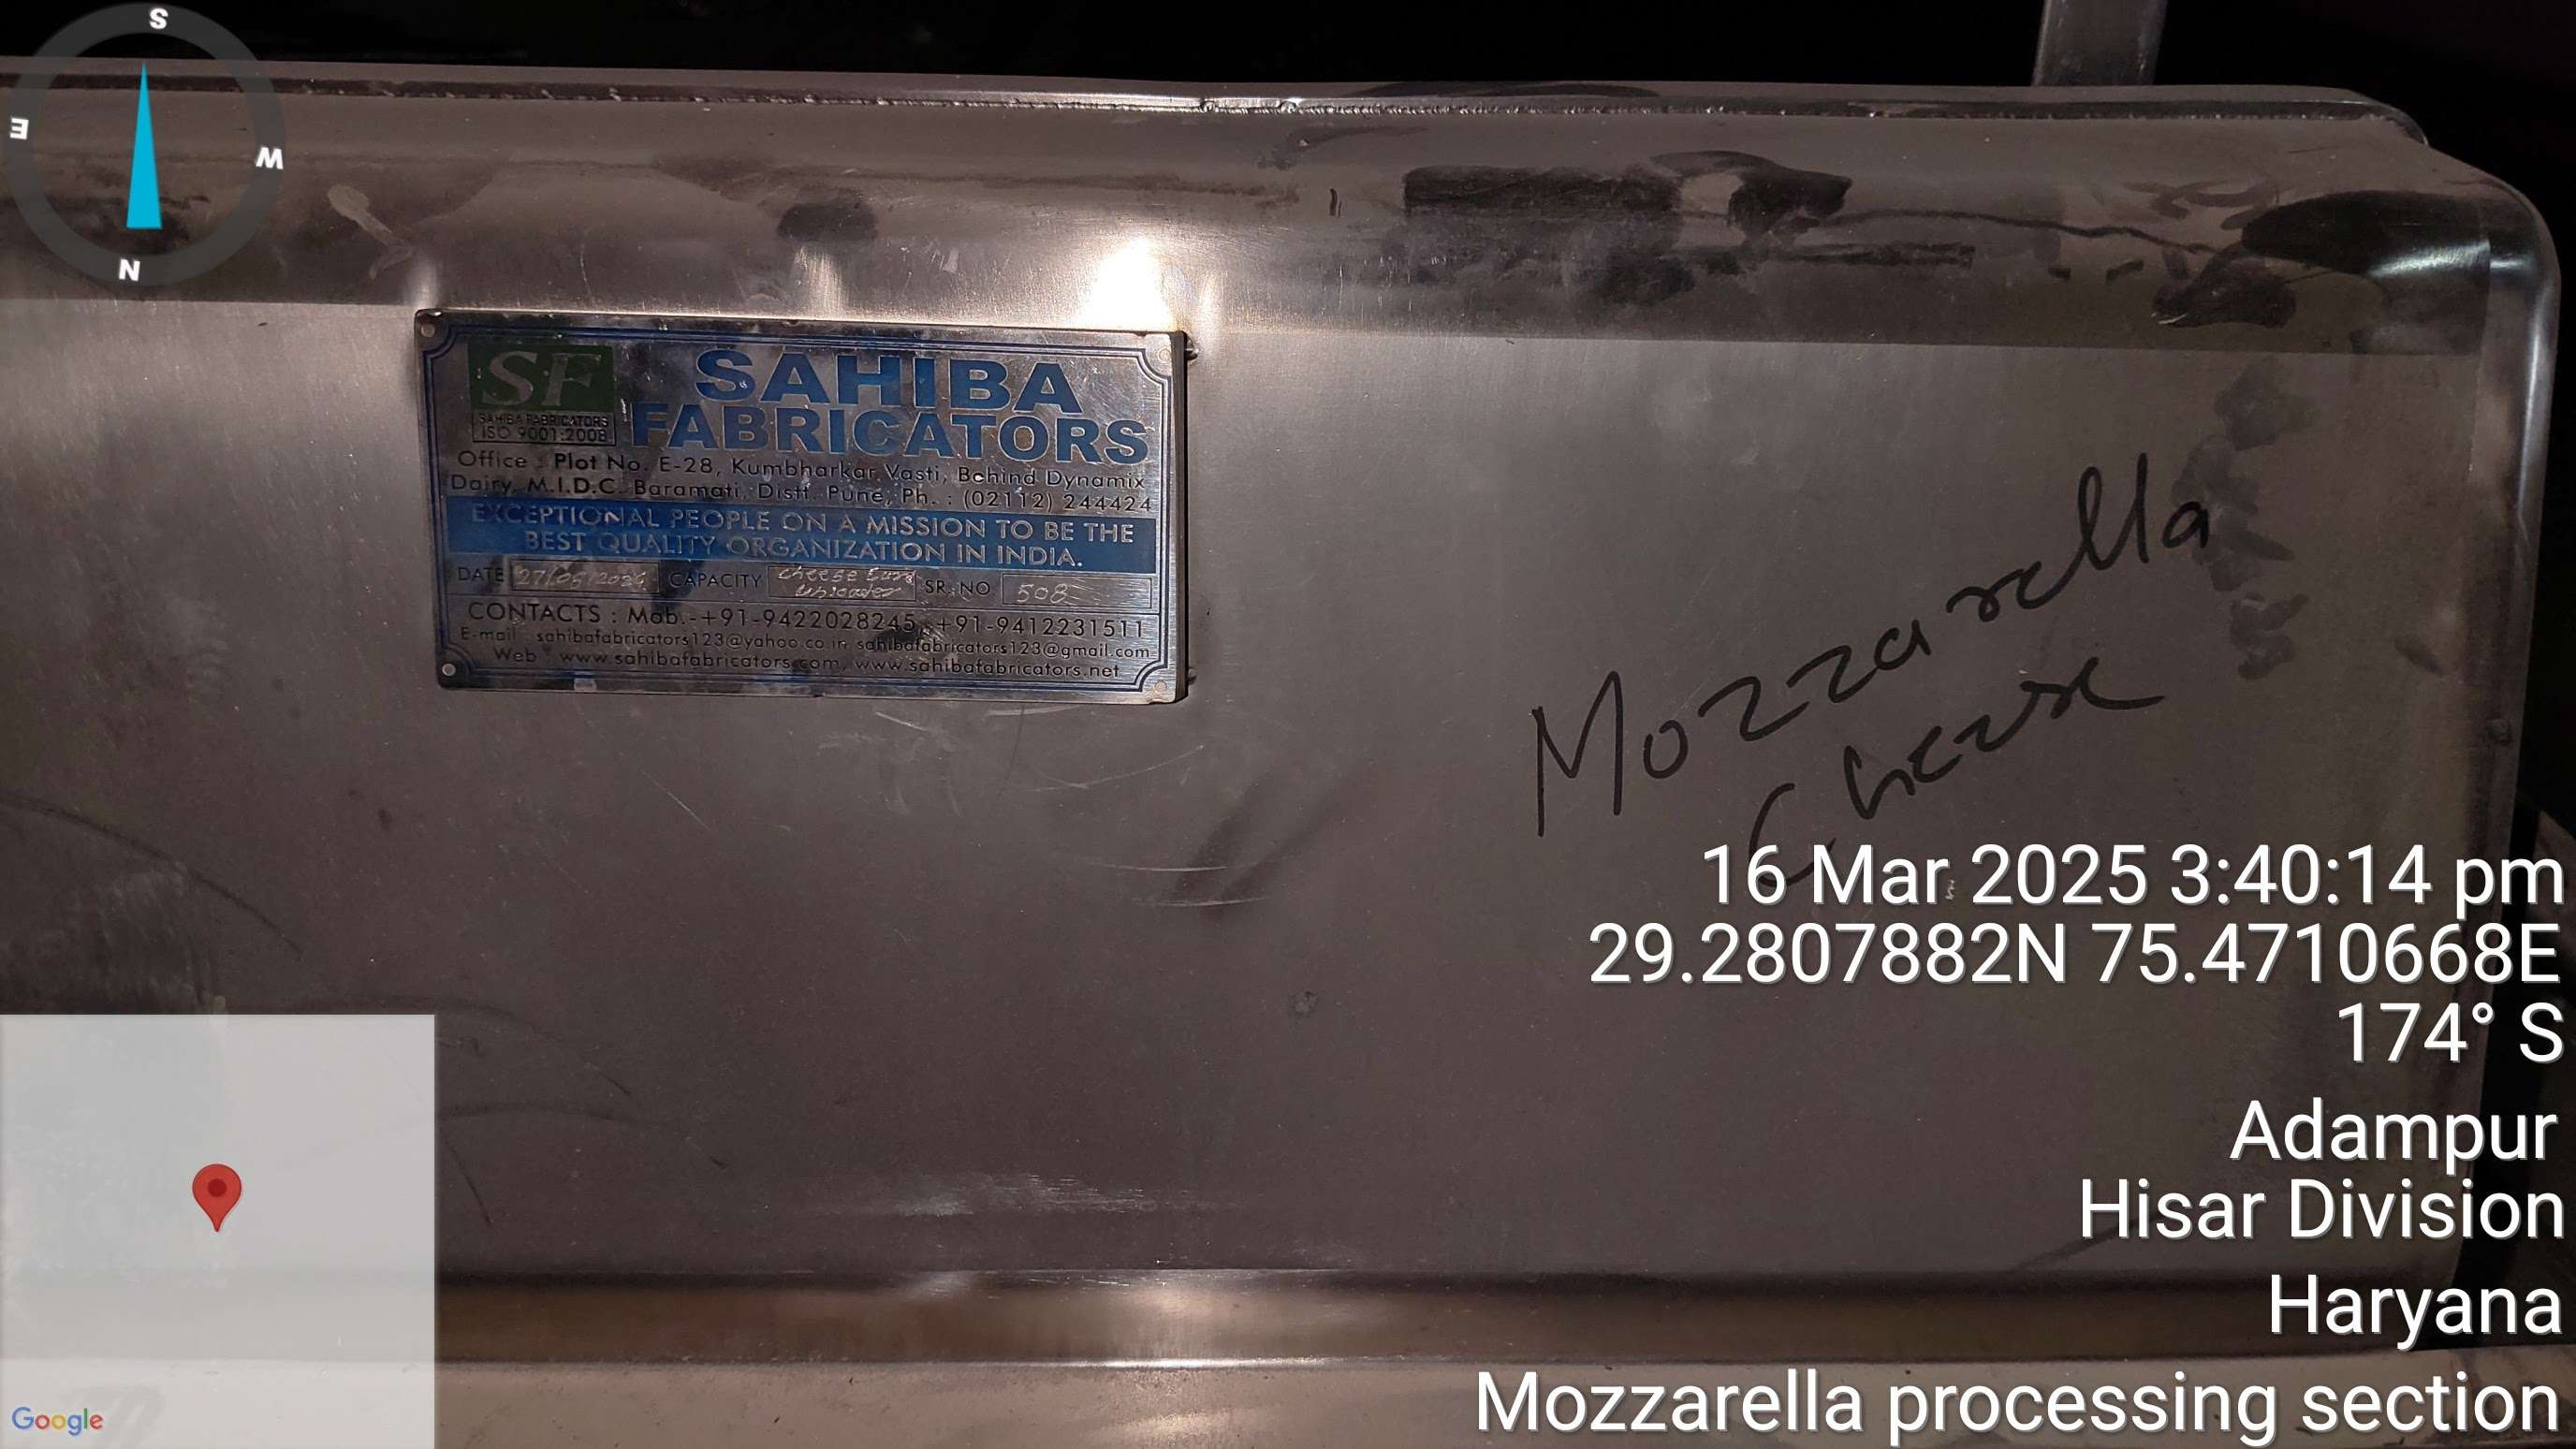 S
E
W
N
SF
SAHIBA FABRICATORS
ISO 9001:2008
SAHIBA
FABRICATORS
Office : Plot No. E-28, Kumbharkar Vasti, Behind Dynamix
Dairy, M.I.D.C. Baramati, Distt. Pune, Ph. : (02112) 244424
EXCEPTIONAL PEOPLE ON A MISSION TO BE THE
BEST QUALITY ORGANIZATION IN INDIA.
DATE CAPACITY cheese SR. NO 508
CONTACTS : Mob.-+91-9422028245, +91-9412231511
E-mail : sahibafabricators123@yahoo.co.in, sahibafabricators123@gmail.com
Web : www.sahibafabricators.com, www.sahibafabricators.net
Mozzarella
Cheese
16 Mar 2025 3:40:14 pm
29.2807882N 75.4710668E
174° S
Adampur
Hisar Division
Haryana
Mozzarella processing section
Google